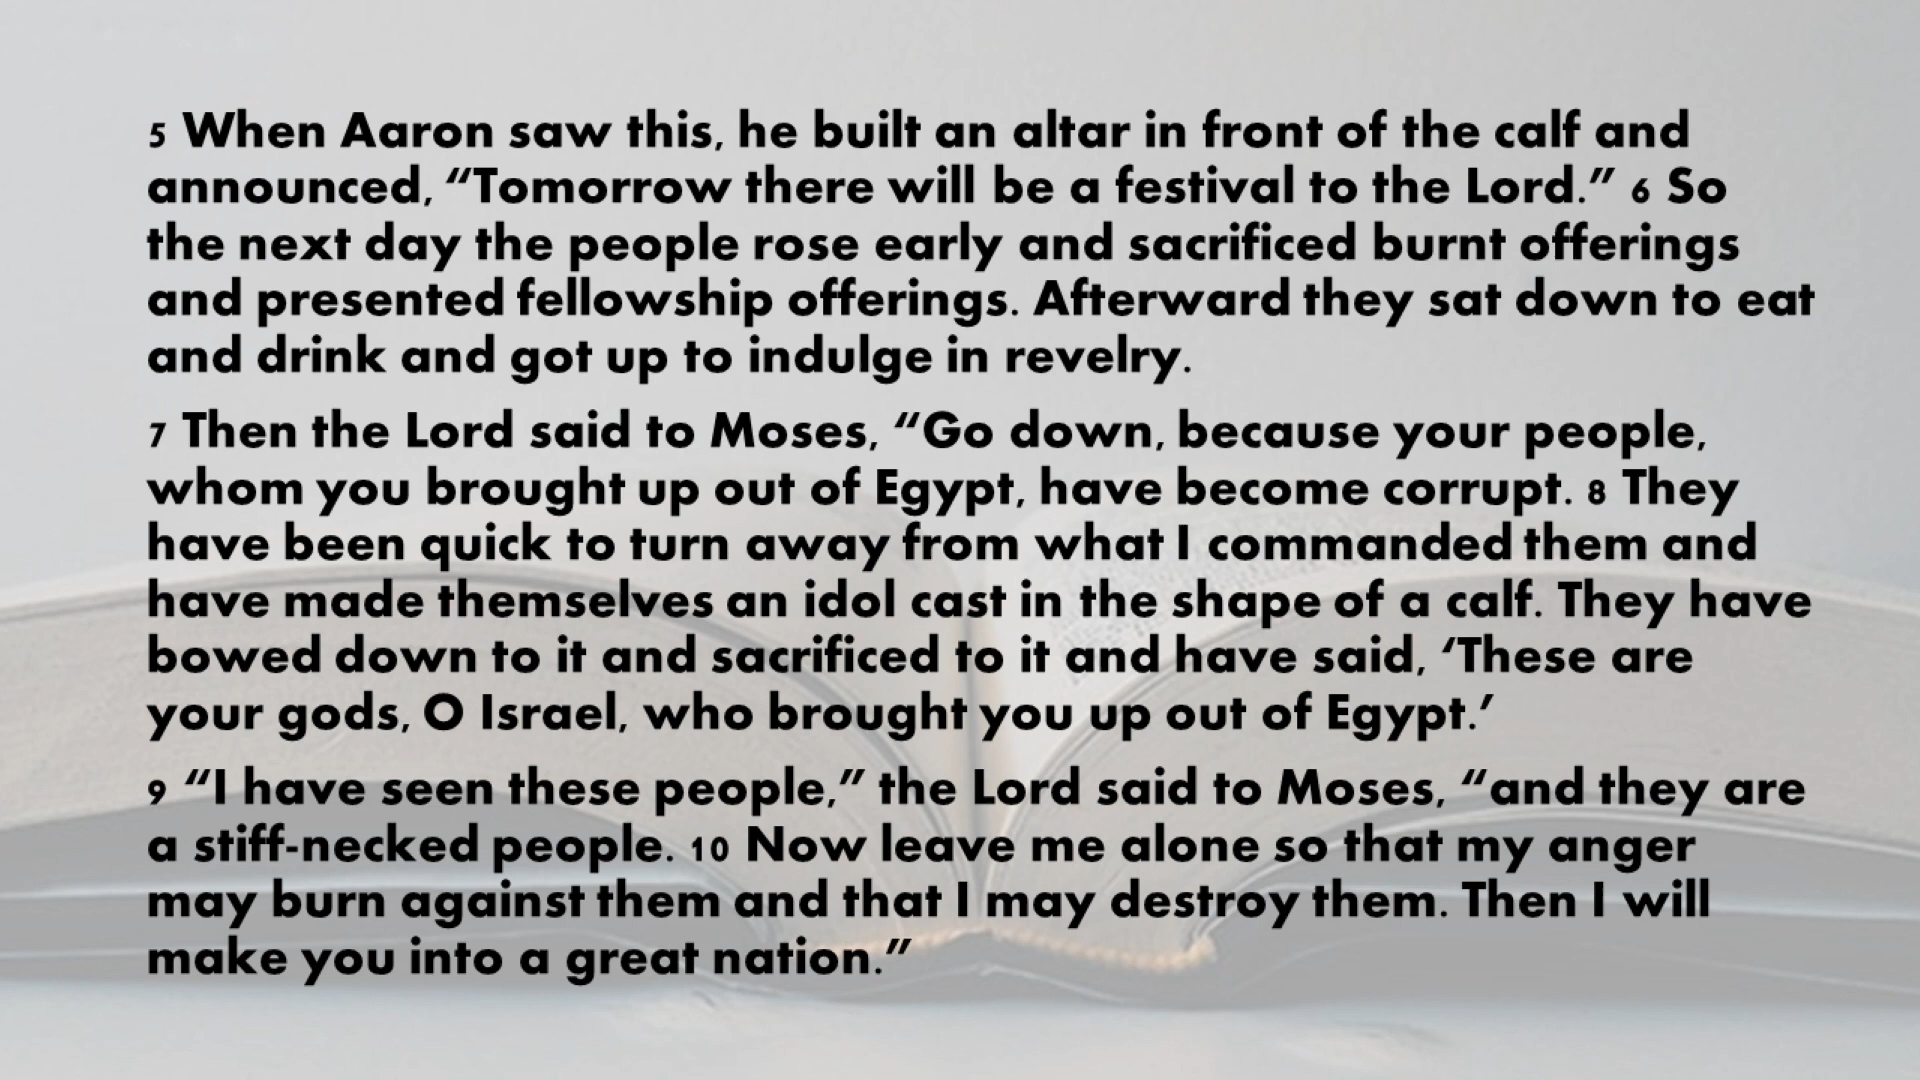 5 When Aaron saw this, he built an altar in front of the calf and
announced, “Tomorrow there will be a festival to the Lord.” 6 So
the next day the people rose early and sacrificed burnt offerings
and presented fellowship offerings. Afterward they sat down to eat
and drink and got up to indulge in revelry.
7 Then the Lord said to Moses, “Go down, because your people,
whom you brought up out of Egypt, have become corrupt. 8 They
have been quick to turn away from what I commanded them and
have made themselves an idol cast in the shape of a calf. They have
bowed down to it and sacrificed to it and have said, ‘These are
your gods, O Israel, who brought you up out of Egypt.’
9 “I have seen these people,” the Lord said to Moses, “and they are
a stiff-necked people. 10 Now leave me alone so that my anger
may burn against them and that I may destroy them. Then I will
make you into a great nation.”